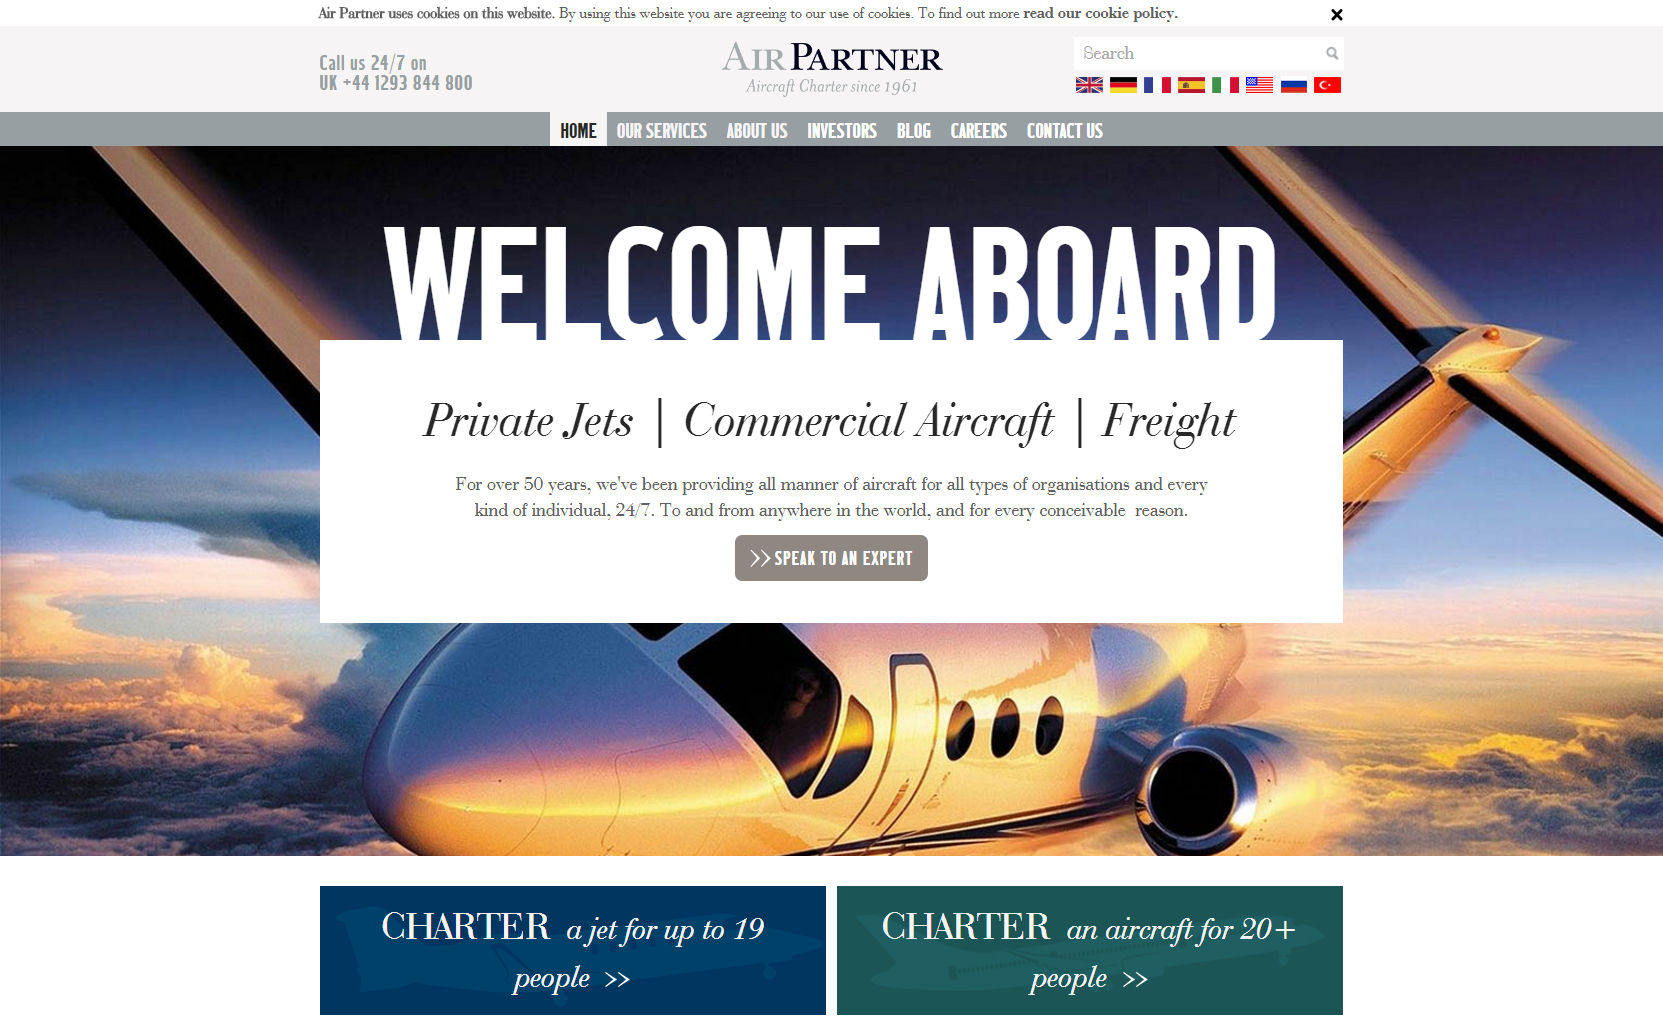 Air Partner uses cookies on this website. By using this website you are agreeing to our use of cookies. To find out more read our cookie policy.
Call us 24/7 on
UK +44 1293 844 800
AIR PARTNER
Aircraft Charter since 1961
Search
HOME OUR SERVICES ABOUT US INVESTORS BLOG CAREERS CONTACT US
WELCOME ABOARD
Private Jets | Commercial Aircraft | Freight
For over 50 years, we've been providing all manner of aircraft for all types of organisations and every
kind of individual, 24/7. To and from anywhere in the world, and for every conceivable reason.
>> SPEAK TO AN EXPERT
CHARTER a jet for up to 19
people >>
CHARTER an aircraft for 20+
people >>